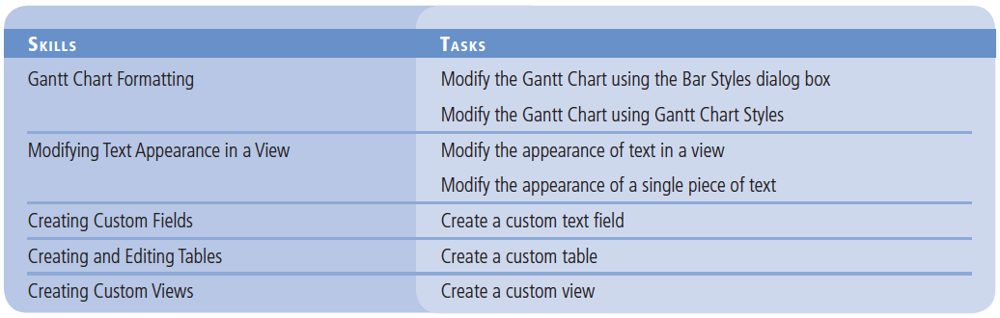 SKILLS TASKS
Gantt Chart Formatting Modify the Gantt Chart using the Bar Styles dialog box
Modify the Gantt Chart using Gantt Chart Styles
Modifying Text Appearance in a View Modify the appearance of text in a view
Modify the appearance of a single piece of text
Creating Custom Fields Create a custom text field
Creating and Editing Tables Create a custom table
Creating Custom Views Create a custom view